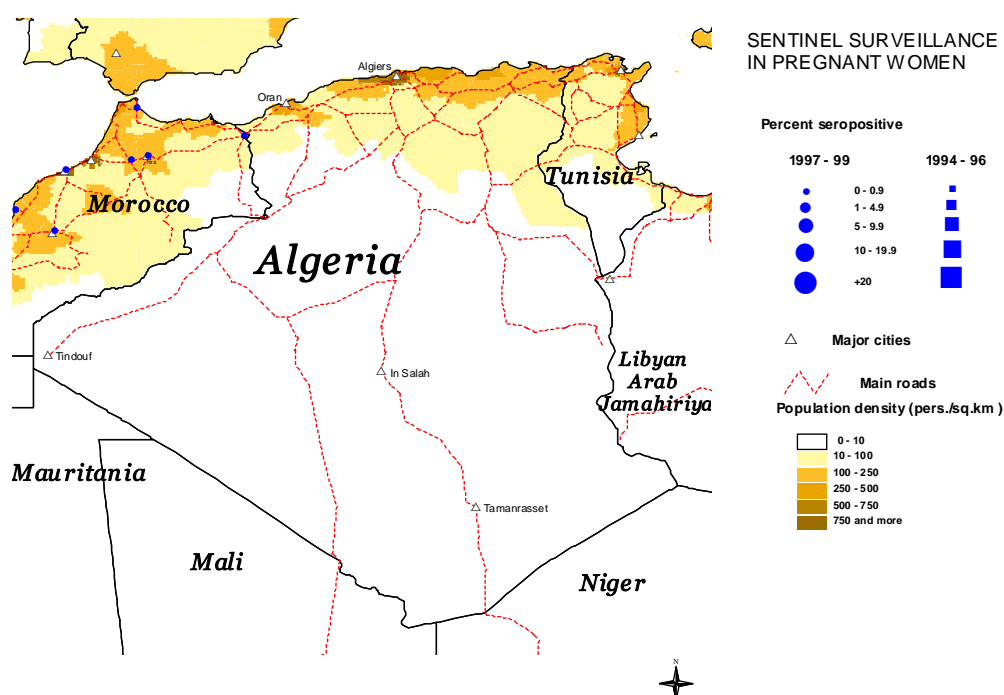 SENTINEL SURVEILLANCE
IN PREGNANT WOMEN
Percent seropositive
1997 - 99
1994 - 96
0 - 0.9
1 - 4.9
5 - 9.9
10 - 19.9
+20
Major cities
Main roads
Population density (pers./sq.km )
0 - 10
10 - 100
100 - 250
250 - 500
500 - 750
750 and more
Algiers
Oran
Tunisia
Morocco
Algeria
Tindouf
In Salah
Libyan
Arab
Jamahiriya
Mauritania
Tamanrasset
Mali
Niger
N